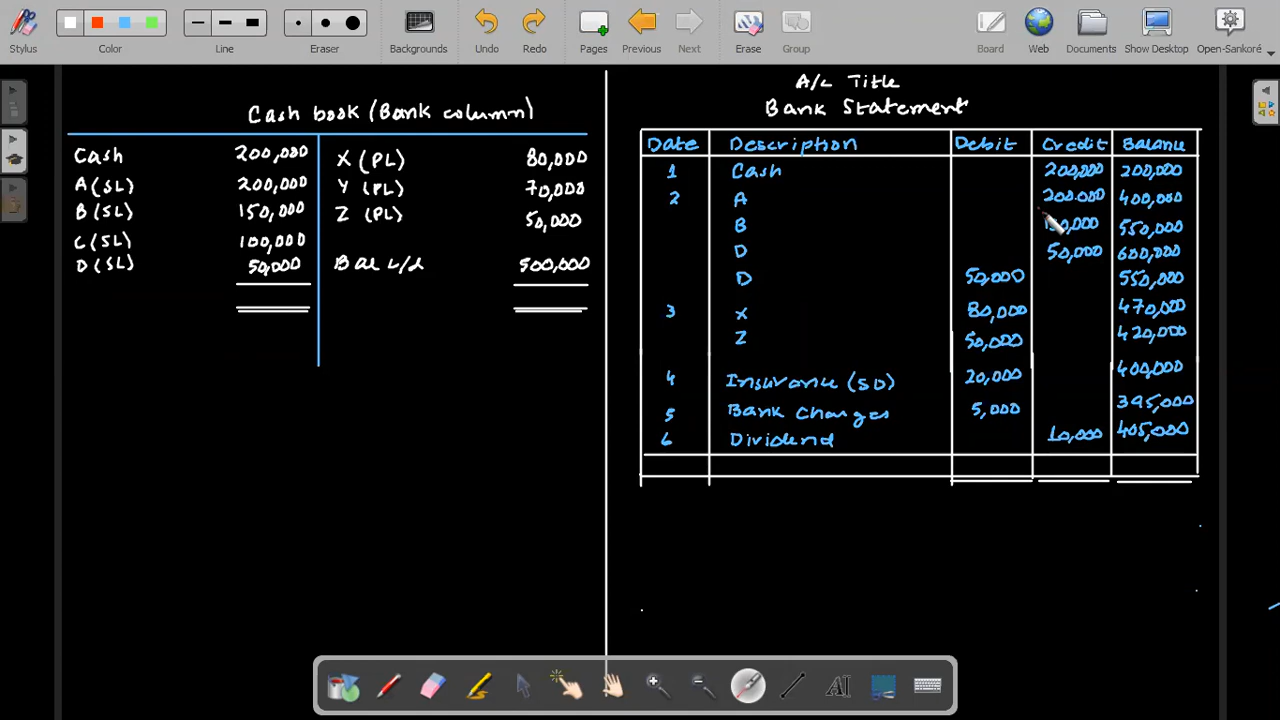 Stylus
Color
Line
Eraser
Backgrounds
Undo
Redo
Pages
Previous
Next
Erase
Group
Board
Web
Documents
Show Desktop
Open-Sankoré
Cash book (Bank column)
Cash 200,000 X (PL) 80,000
A (SL) 200,000 Y (PL) 70,000
B (SL) 150,000 Z (PL) 50,000
C (SL) 100,000
D (SL) 50,000 Bal c/d 500,000
A/C Title
Bank Statement
Date Description Debit Credit Balance
1 Cash 200,000 200,000
2 A 200.000 400,000
B 550,000
D 50,000 600,000
D 50,000 550,000
3 X 80,000 470,000
Z 50,000 420,000
4 Insurance (SO) 20,000 400,000
5 Bank Charges 5,000 395,000
6 Dividend 10,000 405,000